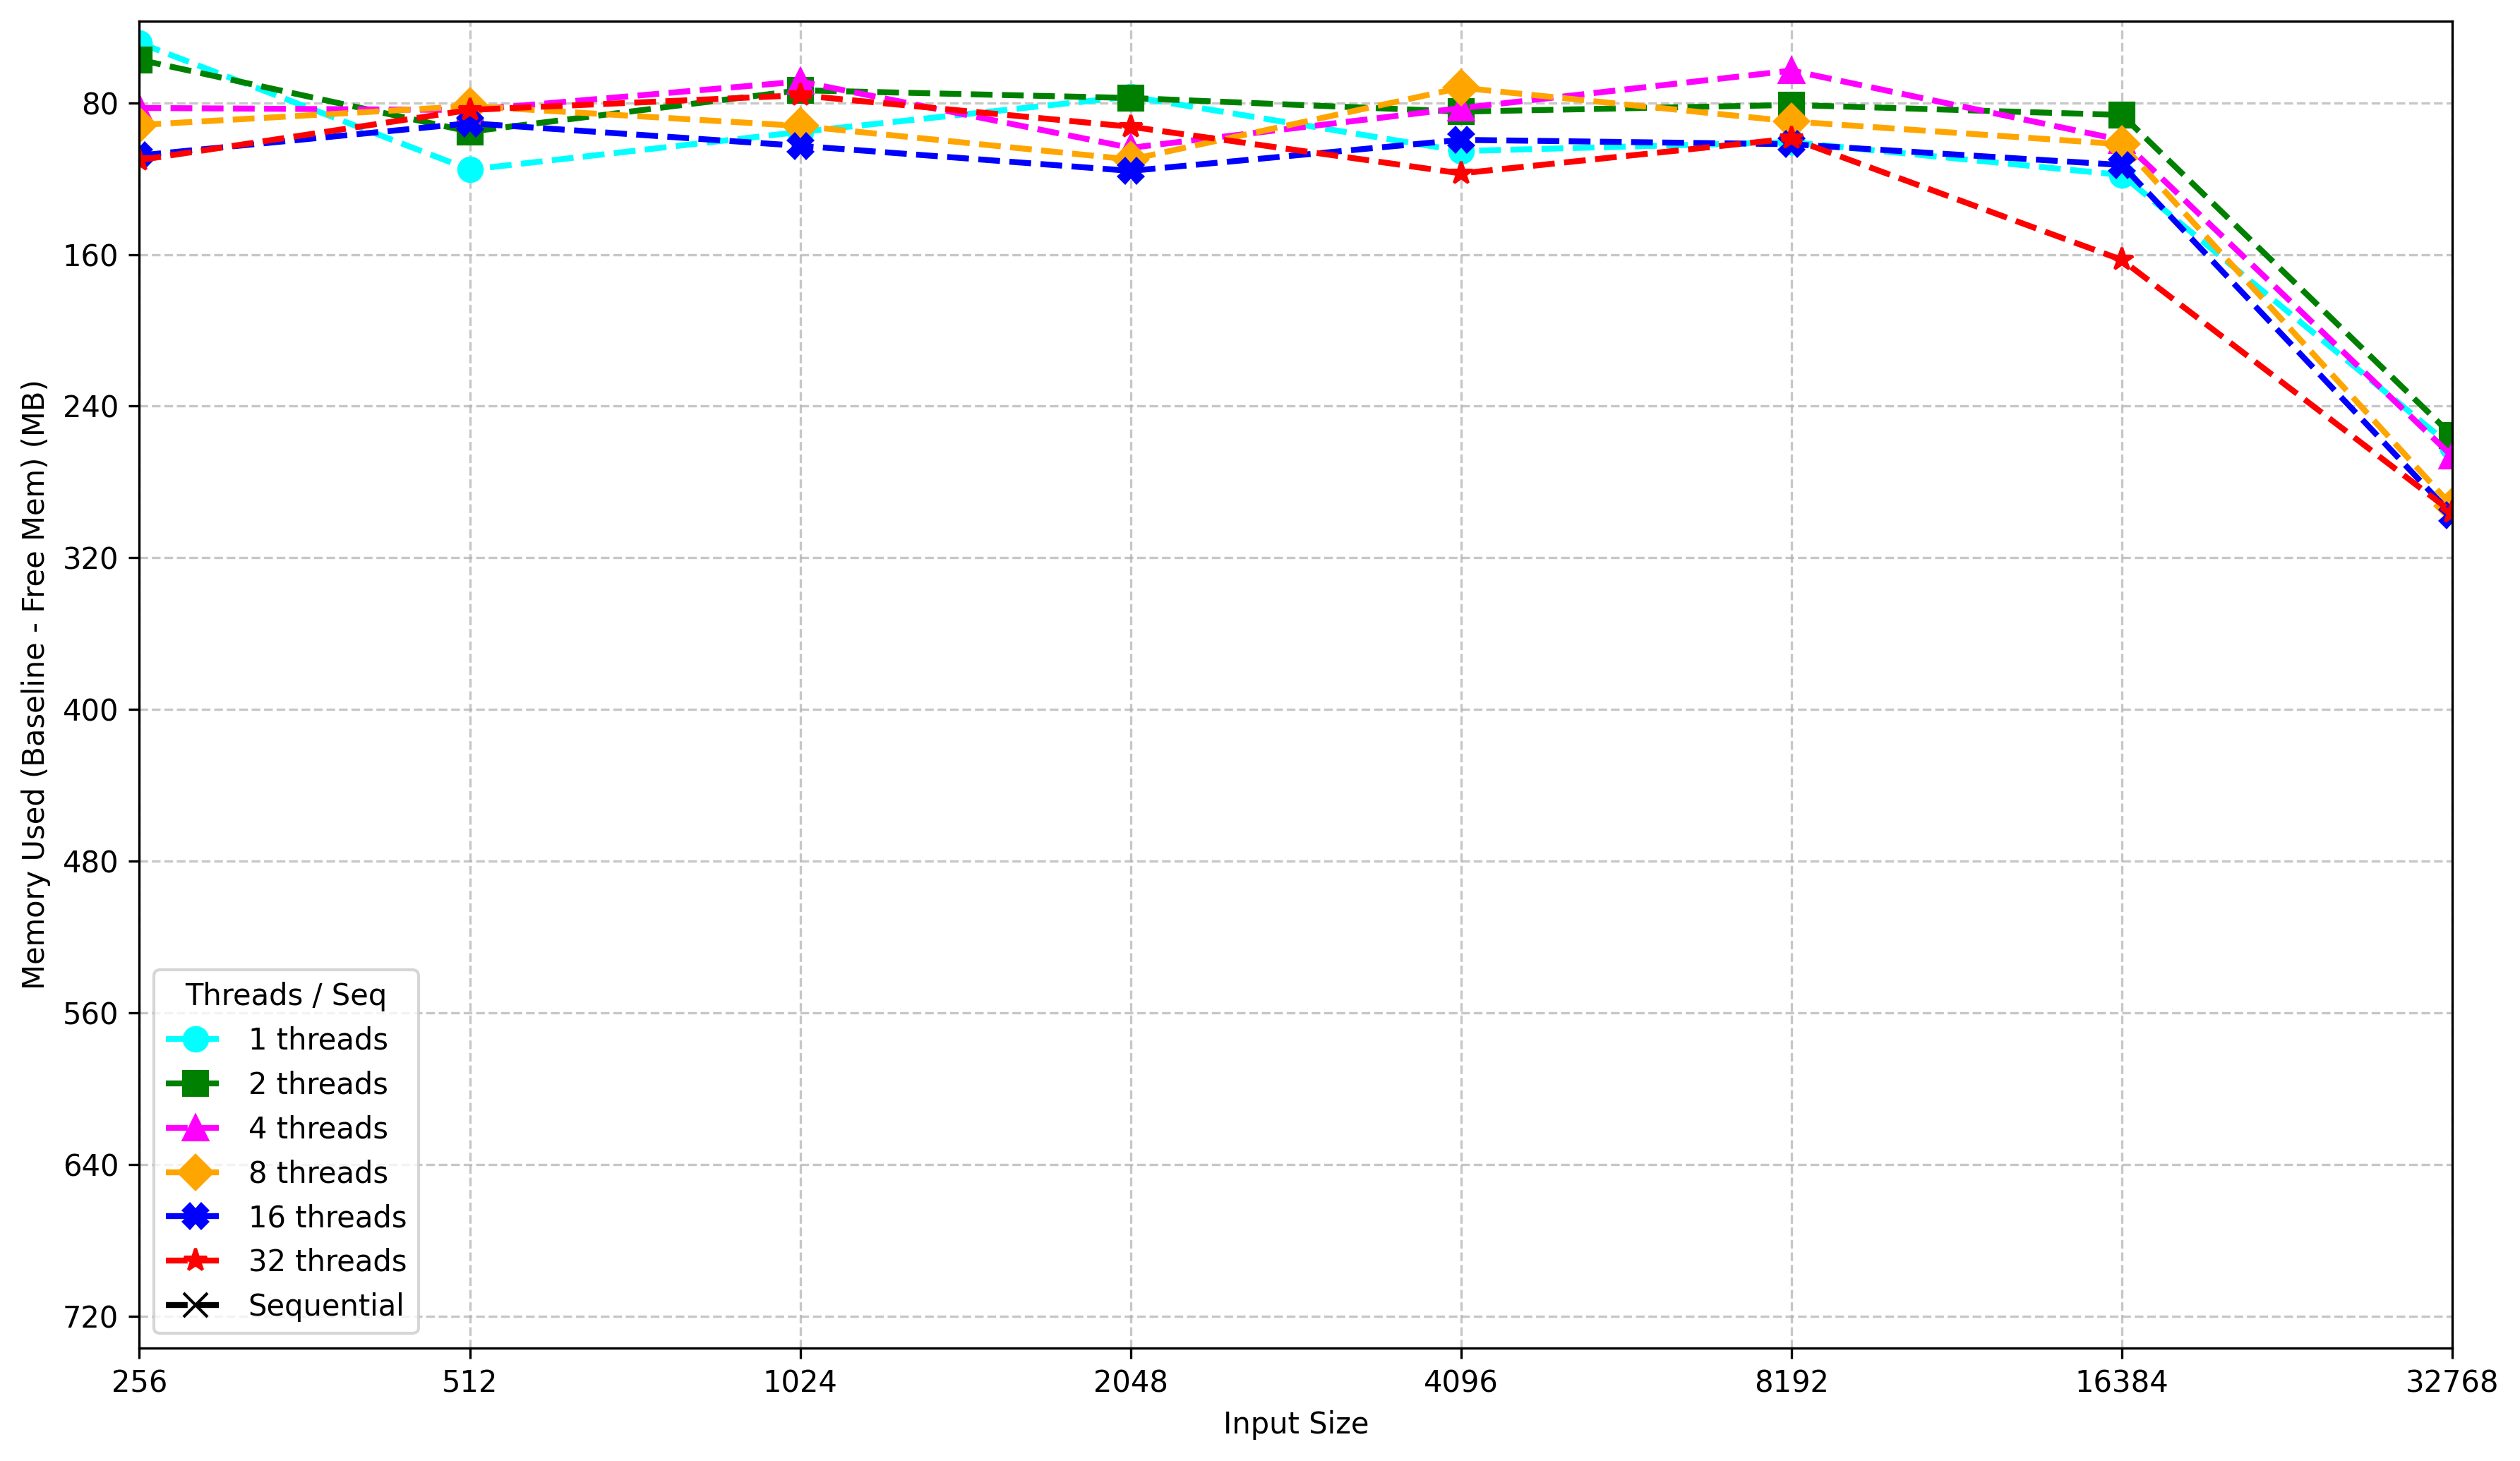 Memory Used (Baseline - Free Mem) (MB)
80
160
240
320
400
480
560
640
720
Threads / Seq
1 threads
2 threads
4 threads
8 threads
16 threads
32 threads
Sequential
256
512
1024
2048
4096
8192
16384
32768
Input Size